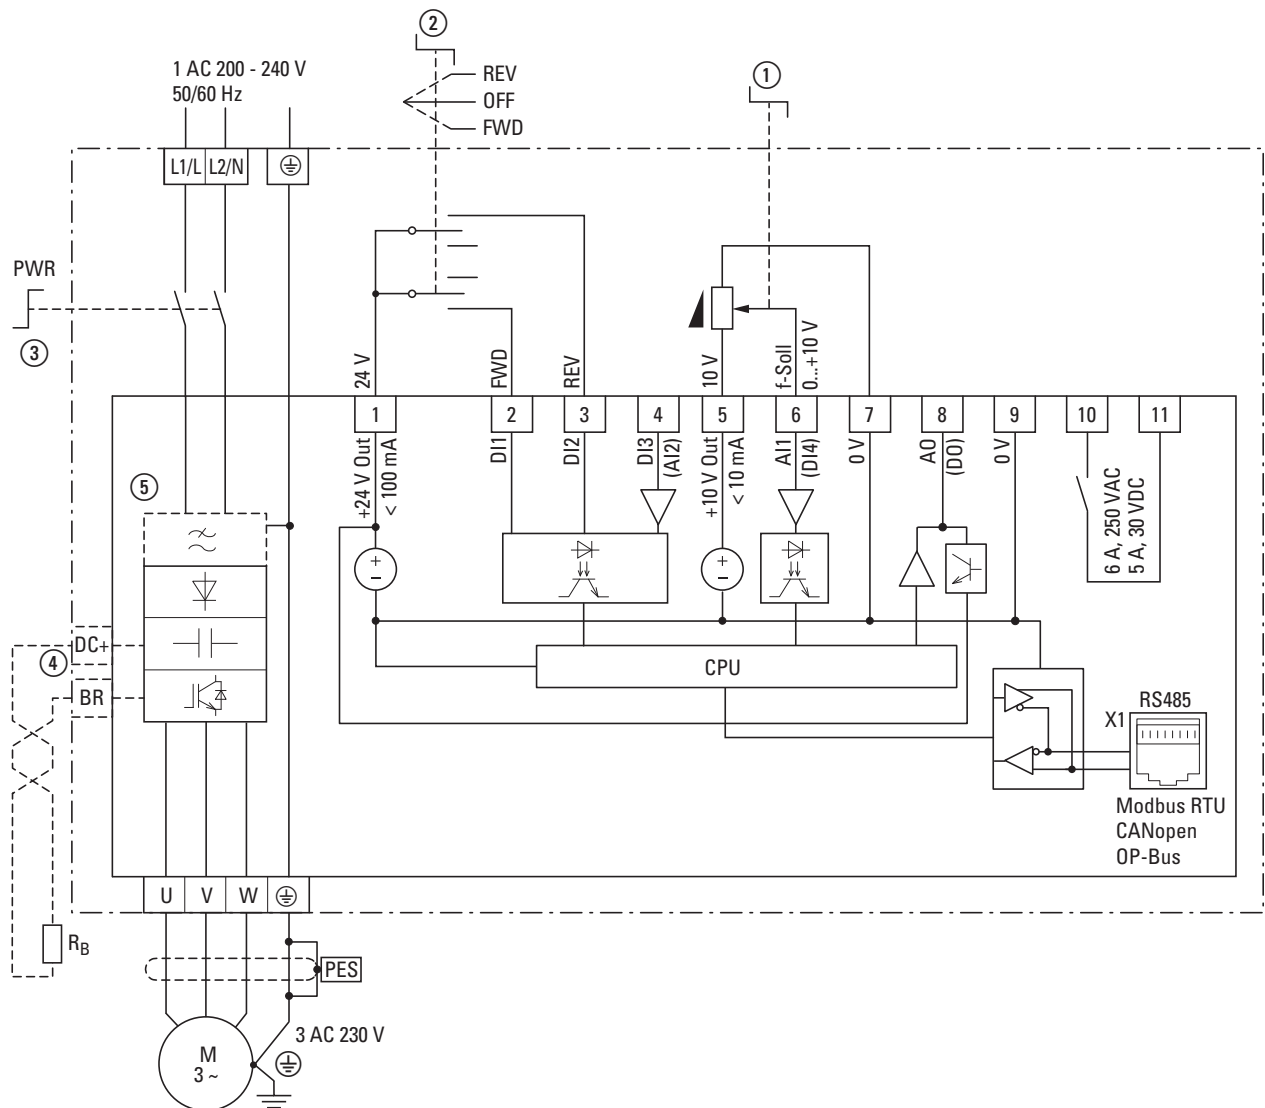 ②
1 AC 200 - 240 V
50/60 Hz
REV
OFF
FWD
①
L1/L L2/N
PWR
③
24 V
FWD
REV
10 V
f-Soll
0...+10 V
1 2 3 4 5 6 7 8 9 10 11
+24 V Out
< 100 mA
DI1
DI2
DI3
(AI2)
+10 V Out
< 10 mA
AI1
(DI4)
0 V
AO
(DO)
0 V
6 A, 250 VAC
5 A, 30 VDC
⑤
+
−
+
−
DC+
④
BR
CPU
X1
RS485
Modbus RTU
CANopen
OP-Bus
U V W
RB
PES
3 AC 230 V
M
3 ~